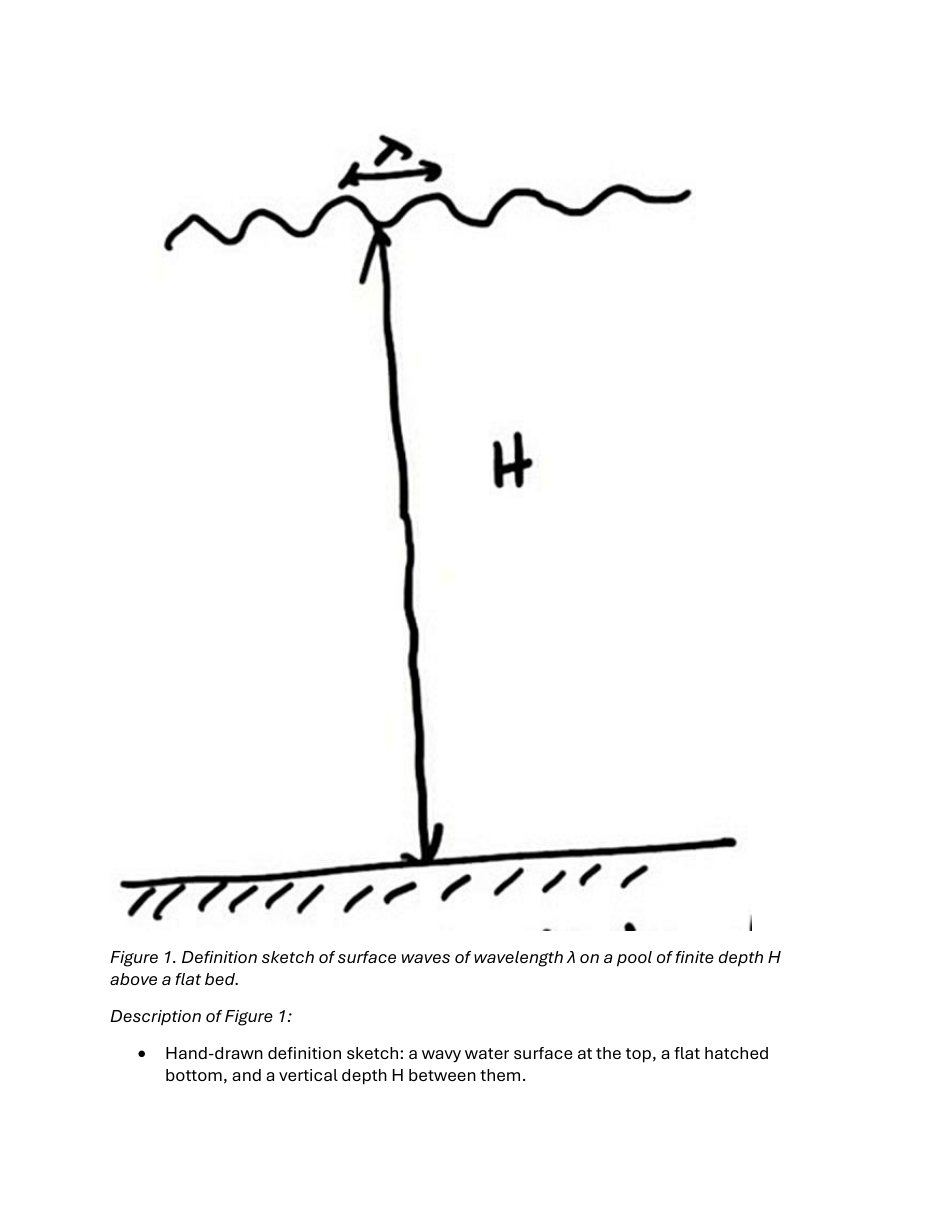 λ
H
Figure 1. Definition sketch of surface waves of wavelength λ on a pool of finite depth H
above a flat bed.
Description of Figure 1:
• Hand-drawn definition sketch: a wavy water surface at the top, a flat hatched
bottom, and a vertical depth H between them.